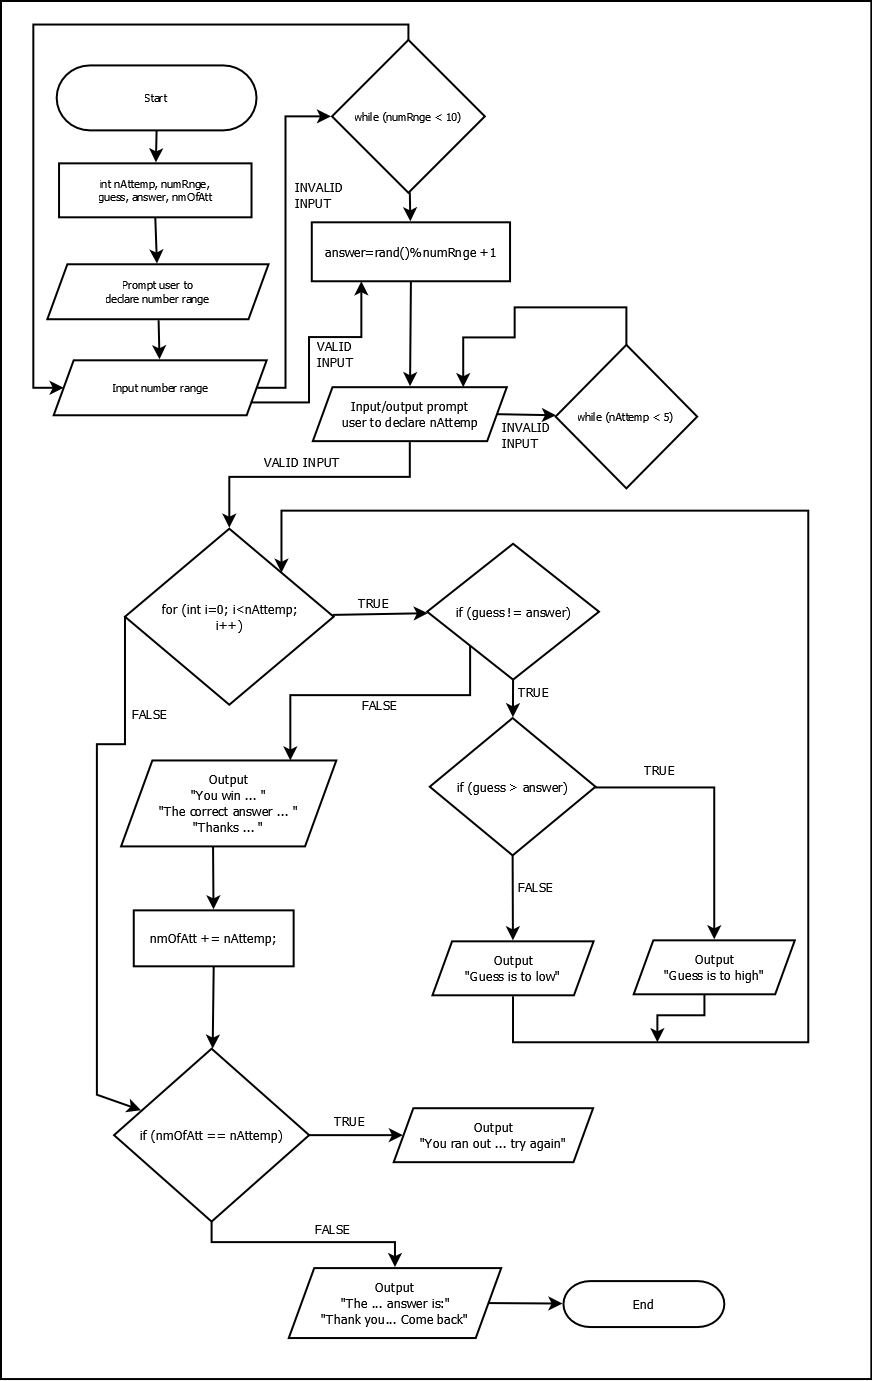 Start
while (numRnge < 10)
int nAttemp, numRnge,
guess, answer, nmOfAtt
INVALID
INPUT
answer=rand()%numRnge +1
Prompt user to
declare number range
VALID
INPUT
Input number range
Input/output prompt
user to declare nAttemp
INVALID
INPUT
while (nAttemp < 5)
VALID INPUT
for (int i=0; i<nAttemp;
i++)
TRUE
if (guess != answer)
FALSE
FALSE
TRUE
Output
"You win ... "
"The correct answer ... "
"Thanks ... "
if (guess > answer)
TRUE
FALSE
nmOfAtt += nAttemp;
Output
"Guess is to low"
Output
"Guess is to high"
if (nmOfAtt == nAttemp)
TRUE
Output
"You ran out ... try again"
FALSE
Output
"The ... answer is:"
"Thank you... Come back"
End